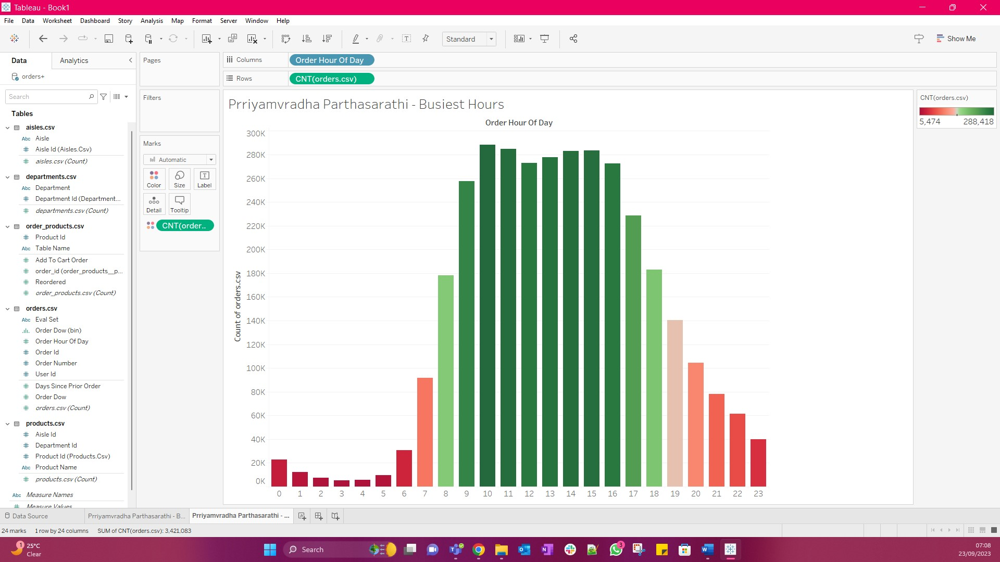 Tableau - Book1
File Data Worksheet Dashboard Story Analysis Map Format Server Window Help
Standard
Show Me
Data Analytics
orders+
Search
Tables
aisles.csv
Abc Aisle
# Aisle Id (Aisles.Csv)
# aisles.csv (Count)
departments.csv
Abc Department
# Department Id (Department...
# departments.csv (Count)
order_products.csv
# Product Id
Abc Table Name
# Add To Cart Order
# order_id (order_products__p...
# Reordered
# order_products.csv (Count)
orders.csv
Abc Eval Set
Order Dow (bin)
# Order Hour Of Day
# Order Id
# Order Number
# User Id
# Days Since Prior Order
# Order Dow
# orders.csv (Count)
products.csv
# Aisle Id
# Department Id
# Product Id (Products.Csv)
Abc Product Name
# products.csv (Count)
Abc Measure Names
# Measure Values
Pages
Filters
Marks
Automatic
Color Size Label
Detail Tooltip
CNT(order..
Columns Order Hour Of Day
Rows CNT(orders.csv)
Prriyamvradha Parthasarathi - Busiest Hours
Order Hour Of Day
Count of orders.csv
300K
280K
260K
240K
220K
200K
180K
160K
140K
120K
100K
80K
60K
40K
20K
0K
0 1 2 3 4 5 6 7 8 9 10 11 12 13 14 15 16 17 18 19 20 21 22 23
CNT(orders.csv)
5,474 288,418
Data Source Prriyamvradha Parthasarathi - B... Prriyamvradha Parthasarathi - ...
24 marks 1 row by 24 columns SUM of CNT(orders.csv): 3,421,083
1
25°C
Clear
Search
3
07:08
23/09/2023